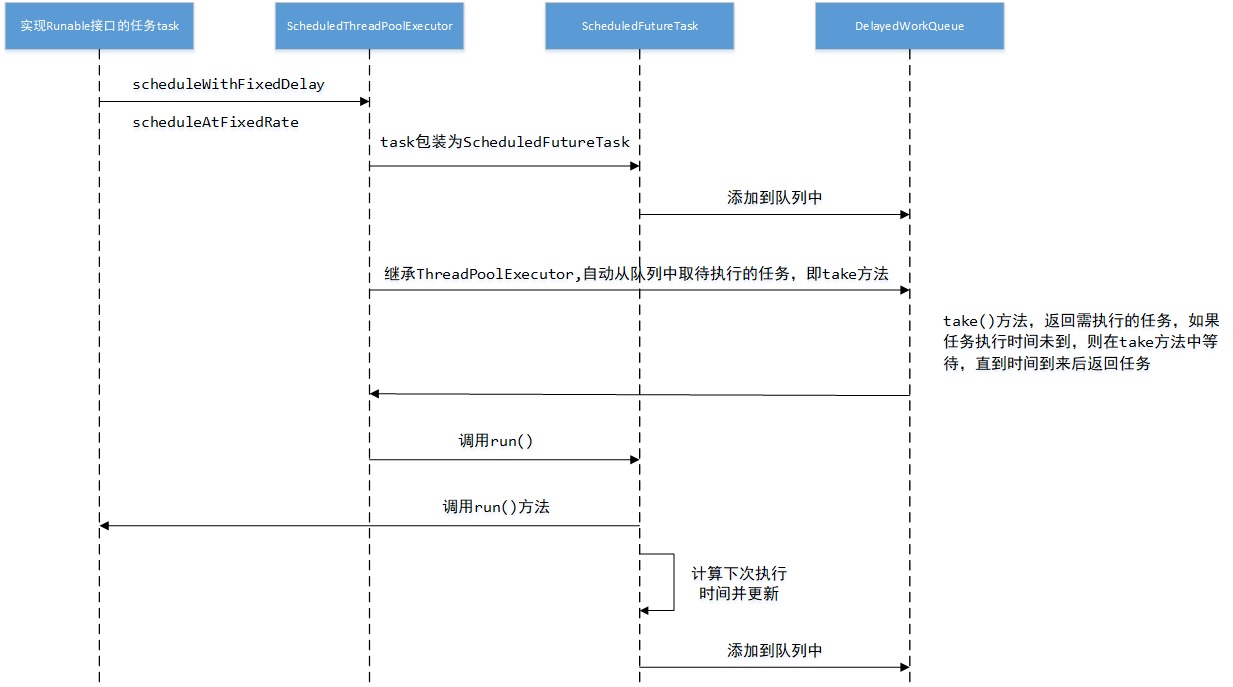 实现Runable接口的任务task
ScheduledThreadPoolExecutor
ScheduledFutureTask
DelayedWorkQueue
scheduleWithFixedDelay
scheduleAtFixedRate
task包装为ScheduledFutureTask
添加到队列中
继承ThreadPoolExecutor,自动从队列中取待执行的任务，即take方法
take()方法，返回需执行的任务，如果
任务执行时间未到，则在take方法中等
待，直到时间到来后返回任务
调用run()
调用run()方法
计算下次执行
时间并更新
添加到队列中